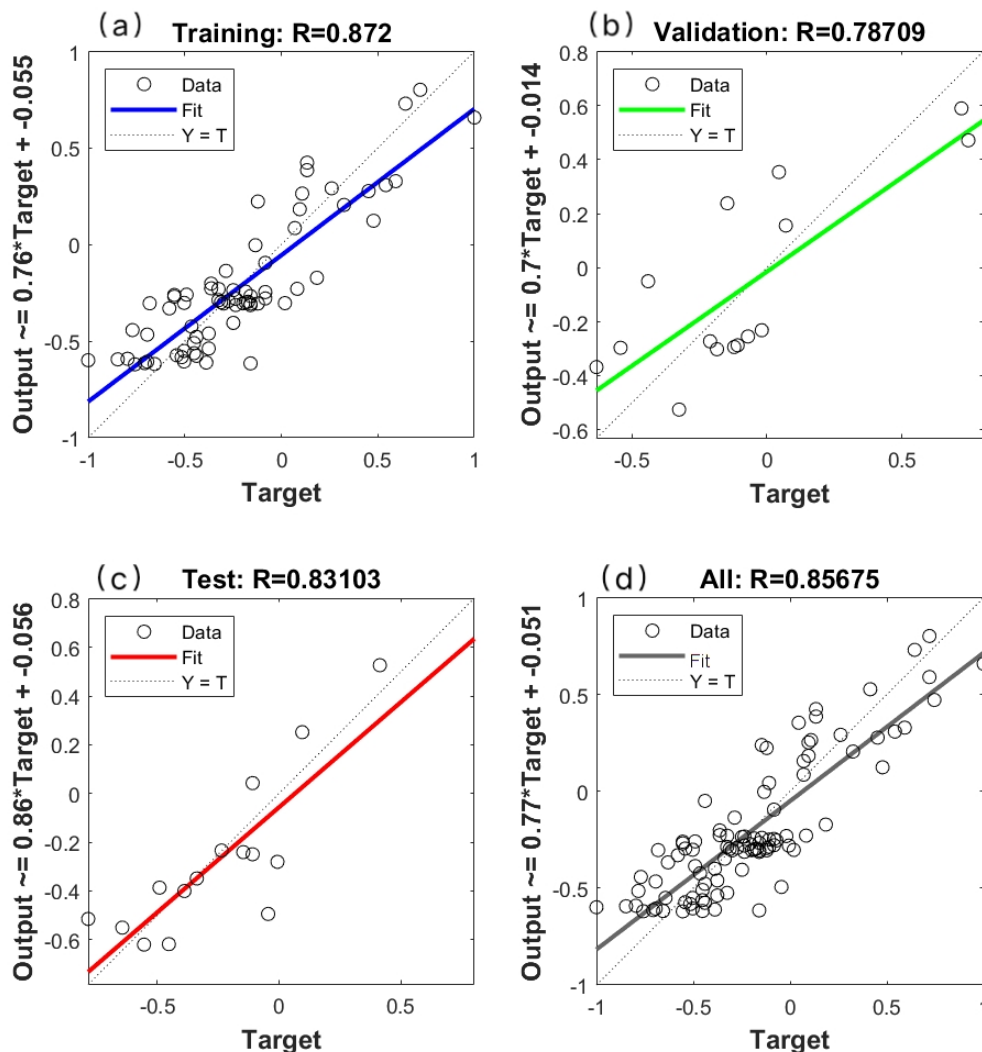 (a)
Training: R=0.872
Output ~= 0.76*Target + -0.055
1
0.5
0
-0.5
-1
Data
Fit
Y = T
-1
-0.5
0
0.5
1
Target
(b)
Validation: R=0.78709
Output ~= 0.7*Target + -0.014
0.8
0.6
0.4
0.2
0
-0.2
-0.4
-0.6
Data
Fit
Y = T
-0.5
0
0.5
Target
(c)
Test: R=0.83103
Output ~= 0.86*Target + -0.056
0.8
0.6
0.4
0.2
0
-0.2
-0.4
-0.6
Data
Fit
Y = T
-0.5
0
0.5
Target
(d)
All: R=0.85675
Output ~= 0.77*Target + -0.051
1
0.5
0
-0.5
-1
Data
Fit
Y = T
-1
-0.5
0
0.5
1
Target